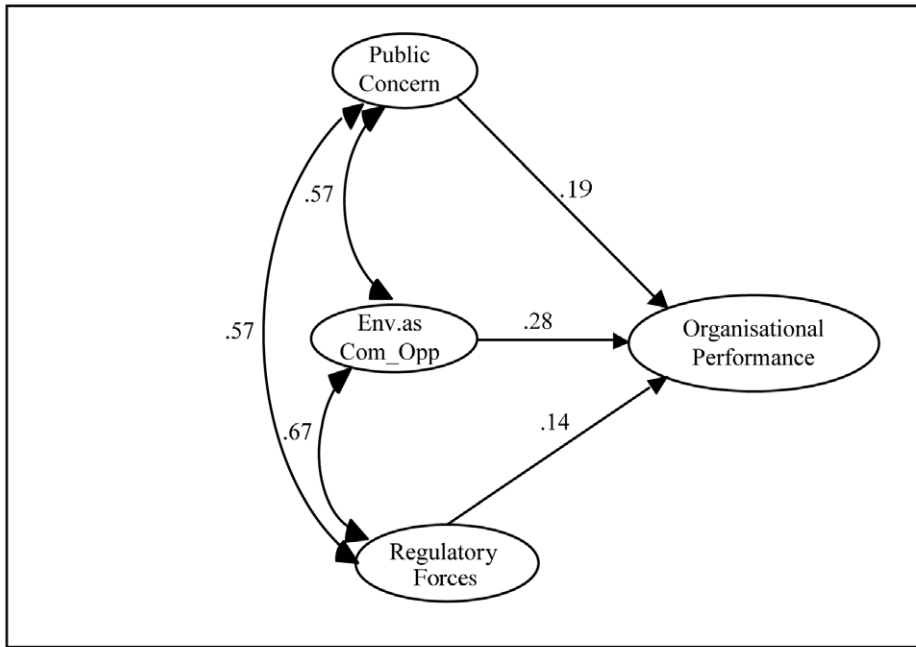 Public
Concern
.57
.19
.57
Env.as
Com_Opp
.28
Organisational
Performance
.67
.14
Regulatory
Forces